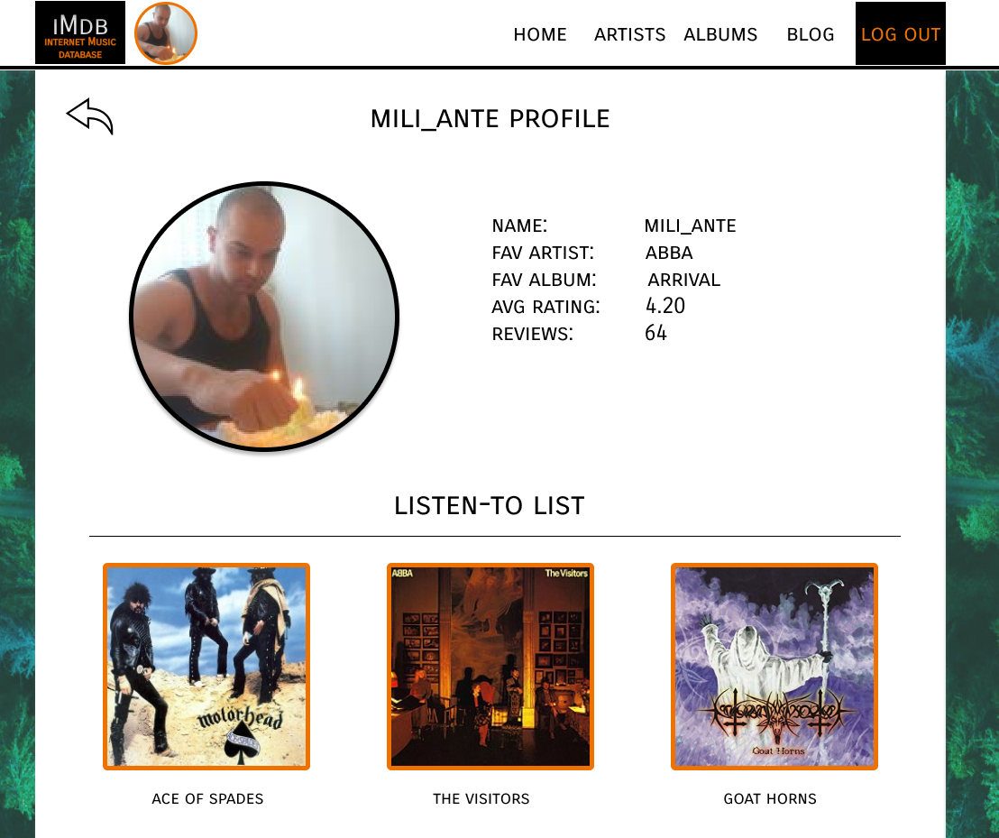 iMDB
INTERNET MUSIC
DATABASE
HOME ARTISTS ALBUMS BLOG LOG OUT
MILI_ANTE PROFILE
NAME: MILI_ANTE
FAV ARTIST: ABBA
FAV ALBUM: ARRIVAL
AVG RATING: 4.20
REVIEWS: 64
LISTEN-TO LIST
motörhead
ABBA The Visitors
Goat Horns
ACE OF SPADES THE VISITORS GOAT HORNS